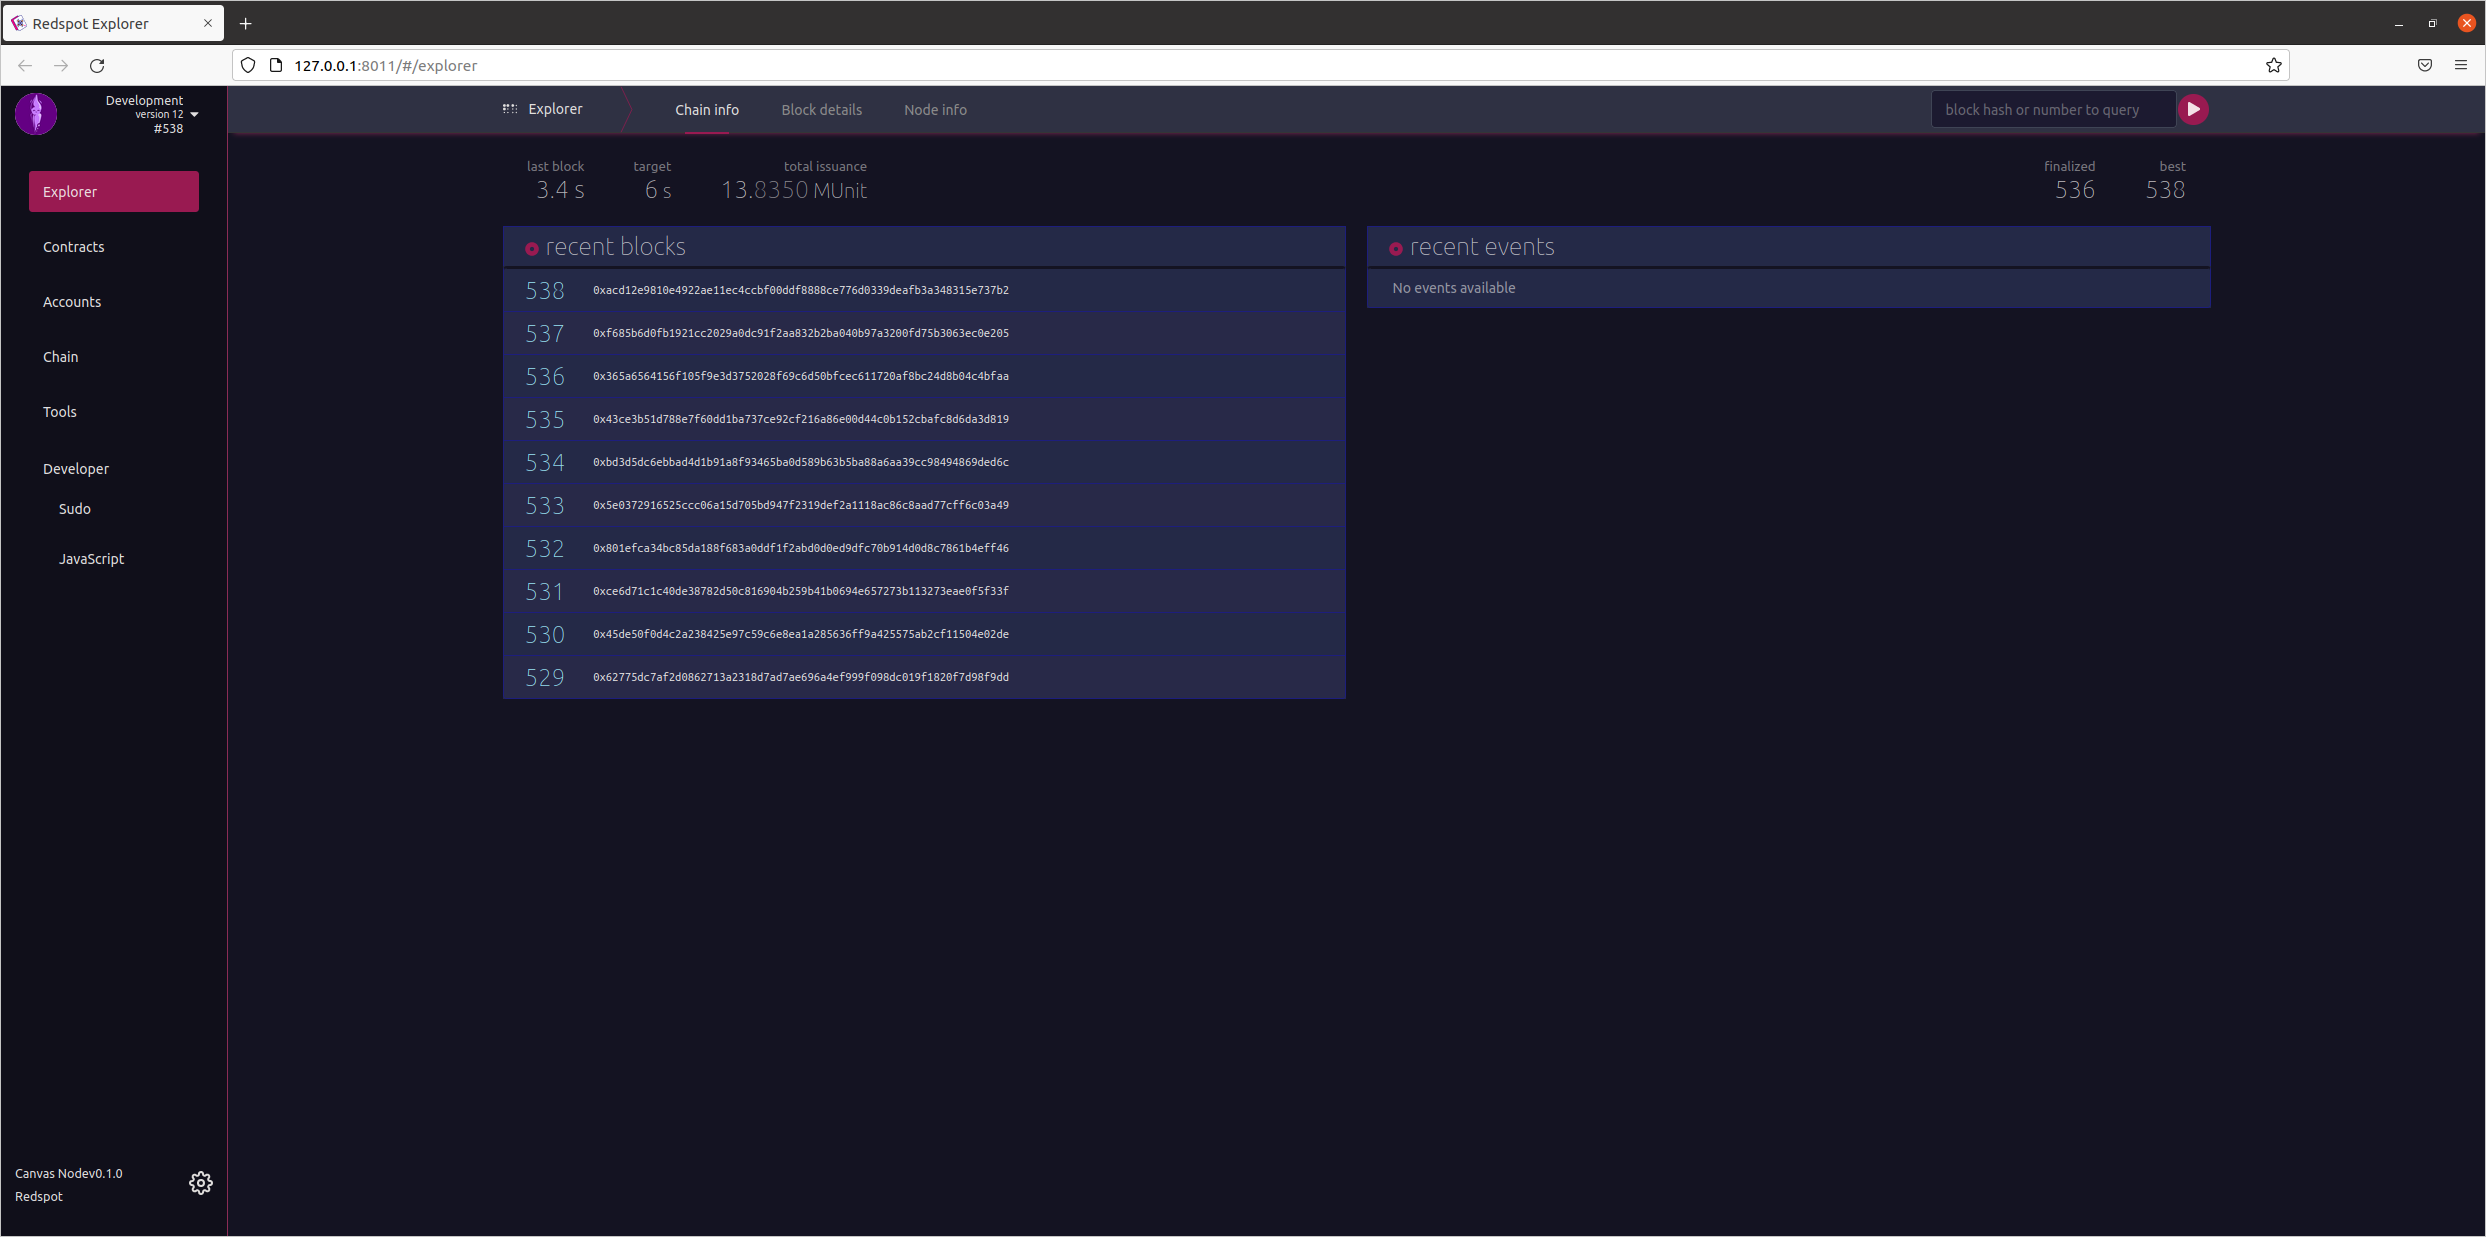 Redspot Explorer
127.0.0.1:8011/#/explorer
Development
version 12
#538
Explorer
Contracts
Accounts
Chain
Tools
Developer
Sudo
JavaScript
Canvas Nodev0.1.0
Redspot
Explorer
Chain info
Block details
Node info
block hash or number to query
last block
3.4 s
target
6 s
total issuance
13.8350 MUnit
finalized
536
best
538
recent blocks
538 0xacd12e9810e4922ae11ec4ccbf00ddf8888ce776d0339deafb3a348315e737b2
537 0xf685b6d0fb1921cc2029a0dc91f2aa832b2ba040b97a3200fd75b3063ec0e205
536 0x365a6564156f105f9e3d3752028f69c6d50bfcec611720af8bc24d8b04c4bfaa
535 0x43ce3b51d788e7f60dd1ba737ce92cf216a86e00d44c0b152cbafc8d6da3d819
534 0xbd3d5dc6ebbad4d1b91a8f93465ba0d589b63b5ba88a6aa39cc98494869ded6c
533 0x5e0372916525ccc06a15d705bd947f2319def2a1118ac86c8aad77cff6c03a49
532 0x801efca34bc85da188f683a0ddf1f2abd0d0ed9dfc70b914d0d8c7861b4eff46
531 0xce6d71c1c40de38782d50c816904b259b41b0694e657273b113273eae0f5f33f
530 0x45de50f0d4c2a238425e97c59c6e8ea1a285636ff9a425575ab2cf11504e02de
529 0x62775dc7af2d0862713a2318d7ad7ae696a4ef999f098dc019f1820f7d98f9dd
recent events
No events available